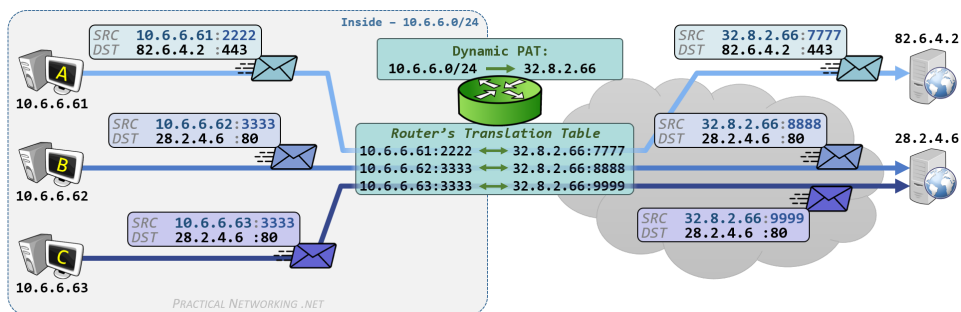 Inside – 10.6.6.0/24
SRC 10.6.6.61:2222
DST 82.6.4.2 :443
A
10.6.6.61
Dynamic PAT:
10.6.6.0/24 32.8.2.66
SRC 32.8.2.66:7777
DST 82.6.4.2 :443
82.6.4.2
SRC 10.6.6.62:3333
DST 28.2.4.6 :80
B
10.6.6.62
Router's Translation Table
10.6.6.61:2222 32.8.2.66:7777
10.6.6.62:3333 32.8.2.66:8888
10.6.6.63:3333 32.8.2.66:9999
SRC 32.8.2.66:8888
DST 28.2.4.6 :80
28.2.4.6
SRC 10.6.6.63:3333
DST 28.2.4.6 :80
C
10.6.6.63
SRC 32.8.2.66:9999
DST 28.2.4.6 :80
PRACTICAL NETWORKING .NET